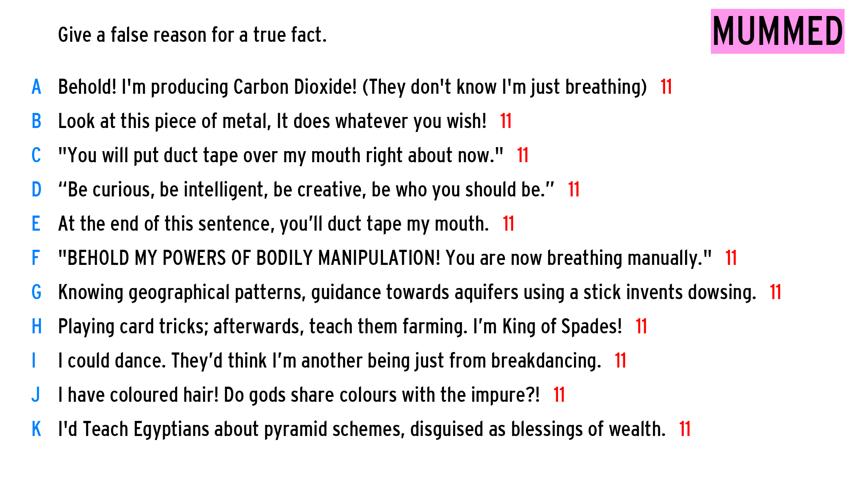 Give a false reason for a true fact.
MUMMED
A Behold! I'm producing Carbon Dioxide! (They don't know I'm just breathing) 11
B Look at this piece of metal, It does whatever you wish! 11
C "You will put duct tape over my mouth right about now." 11
D “Be curious, be intelligent, be creative, be who you should be.” 11
E At the end of this sentence, you’ll duct tape my mouth. 11
F "BEHOLD MY POWERS OF BODILY MANIPULATION! You are now breathing manually." 11
G Knowing geographical patterns, guidance towards aquifers using a stick invents dowsing. 11
H Playing card tricks; afterwards, teach them farming. I’m King of Spades! 11
I I could dance. They’d think I’m another being just from breakdancing. 11
J I have coloured hair! Do gods share colours with the impure?! 11
K I'd Teach Egyptians about pyramid schemes, disguised as blessings of wealth. 11